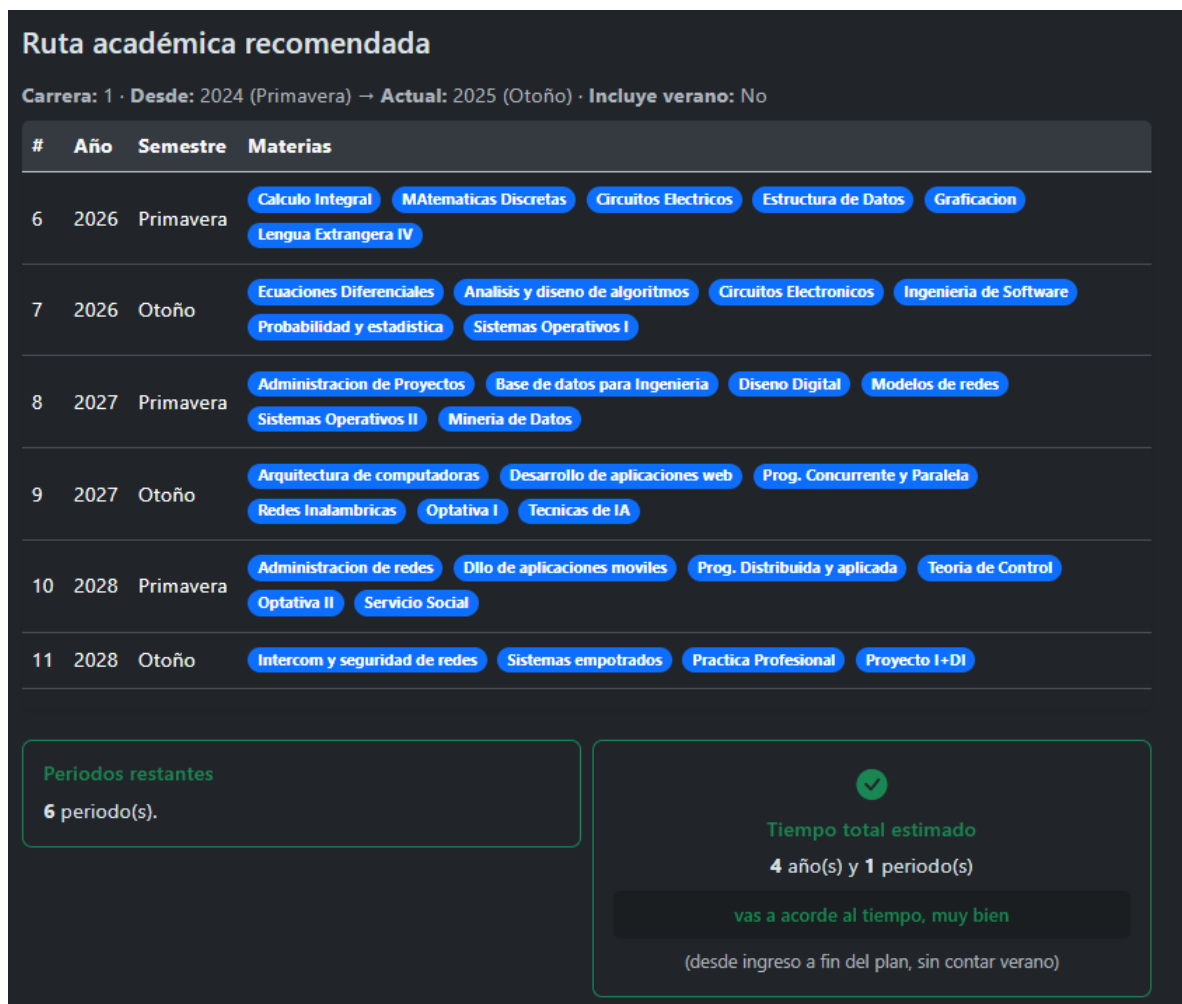 Ruta académica recomendada
Carrera: 1 · Desde: 2024 (Primavera) → Actual: 2025 (Otoño) · Incluye verano: No
# Año Semestre Materias
Calculo Integral MAtematicas Discretas Circuitos Electricos Estructura de Datos Graficacion
6 2026 Primavera
Lengua Extrangera IV
Ecuaciones Diferenciales Analisis y diseno de algoritmos Circuitos Electronicos Ingenieria de Software
7 2026 Otoño
Probabilidad y estadistica Sistemas Operativos I
Administracion de Proyectos Base de datos para Ingenieria Diseno Digital Modelos de redes
8 2027 Primavera
Sistemas Operativos II Mineria de Datos
Arquitectura de computadoras Desarrollo de aplicaciones web Prog. Concurrente y Paralela
9 2027 Otoño
Redes Inalambricas Optativa I Tecnicas de IA
Administracion de redes Dllo de aplicaciones moviles Prog. Distribuida y aplicada Teoria de Control
10 2028 Primavera
Optativa II Servicio Social
11 2028 Otoño Intercom y seguridad de redes Sistemas empotrados Practica Profesional Proyecto I+DI
Periodos restantes
6 periodo(s).
Tiempo total estimado
4 año(s) y 1 periodo(s)
vas a acorde al tiempo, muy bien
(desde ingreso a fin del plan, sin contar verano)